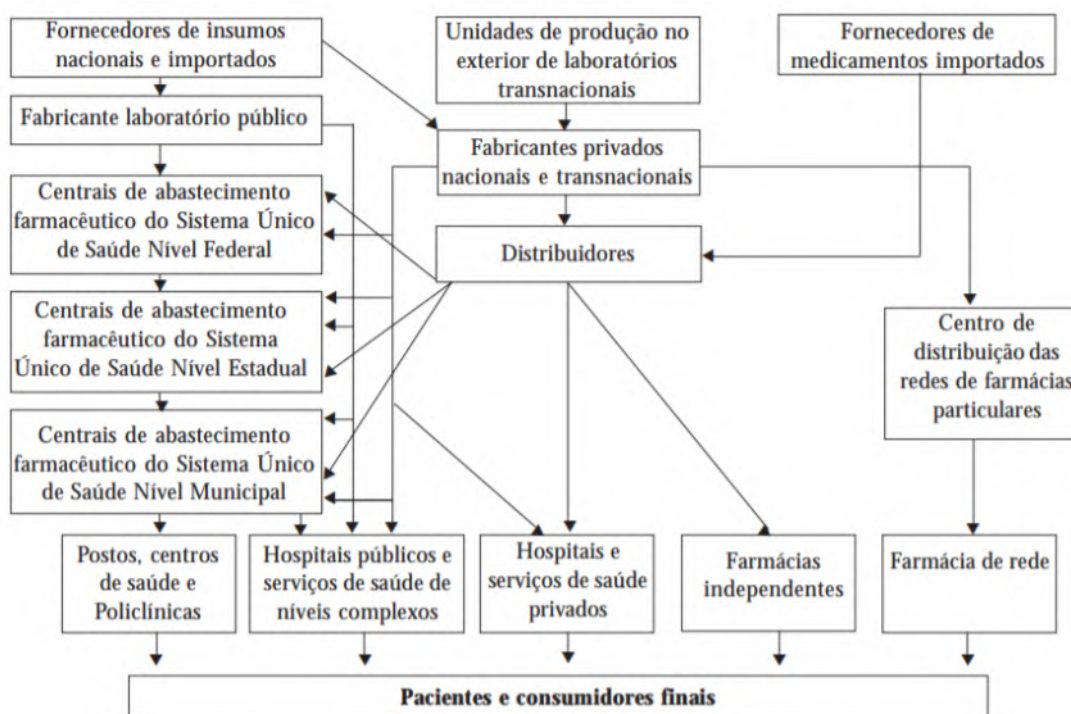 Fornecedores de insumos
nacionais e importados
Unidades de produção no
exterior de laboratórios
transnacionais
Fornecedores de
medicamentos importados
Fabricante laboratório público
Fabricantes privados
nacionais e transnacionais
Centrais de abastecimento
farmacêutico do Sistema Único
de Saúde Nível Federal
Distribuidores
Centrais de abastecimento
farmacêutico do Sistema
Único de Saúde Nível Estadual
Centro de
distribuição das
redes de farmácias
particulares
Centrais de abastecimento
farmacêutico do Sistema Único
de Saúde Nível Municipal
Postos, centros
de saúde e
Policlínicas
Hospitais públicos e
serviços de saúde de
níveis complexos
Hospitais e
serviços de saúde
privados
Farmácias
independentes
Farmácia de rede
Pacientes e consumidores finais